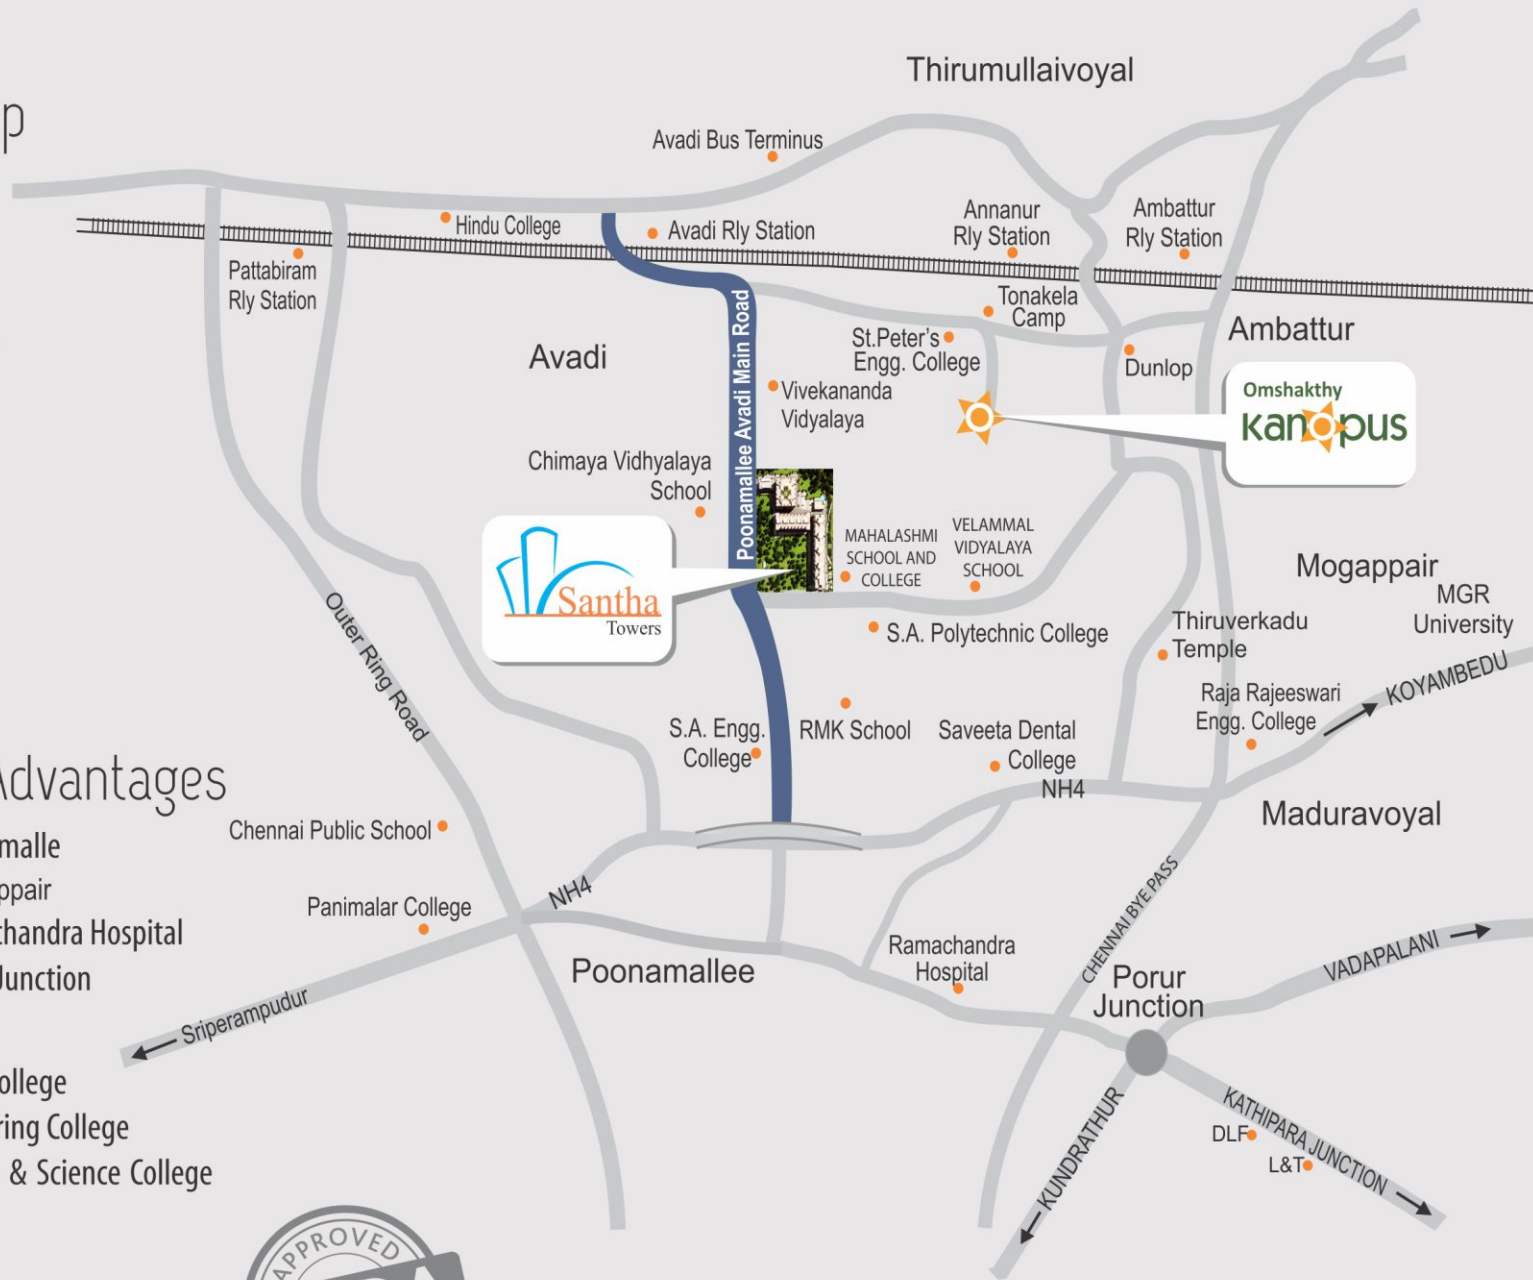 p
Thirumullaivoyal
Avadi Bus Terminus
Hindu College
Avadi Rly Station
Annanur
Rly Station
Ambattur
Rly Station
Pattabiram
Rly Station
Tonakela
Camp
St.Peter's
Engg. College
Ambattur
Dunlop
Avadi
Poonamallee Avadi Main Road
Vivekananda
Vidyalaya
Omshakthy
Kanopus
Chimaya Vidhyalaya
School
Santha
Towers
MAHALASHMI
SCHOOL AND
COLLEGE
VELAMMAL
VIDYALAYA
SCHOOL
Mogappair
MGR
University
S.A. Polytechnic College
Thiruverkadu
Temple
Outer Ring Road
KOYAMBEDU
Raja Rajeeswari
Engg. College
S.A. Engg.
College
RMK School
Saveeta Dental
College
NH4
Maduravoyal
Advantages
malle
ppair
chandra Hospital
Junction
ollege
ring College
& Science College
Chennai Public School
Panimalar College
NH4
Poonamallee
Sriperampudur
Ramachandra
Hospital
CHENNAI BYE PASS
Porur
Junction
VADAPALANI
KUNDRATHUR
KATHIPARA JUNCTION
DLF
L&T
APPROVED